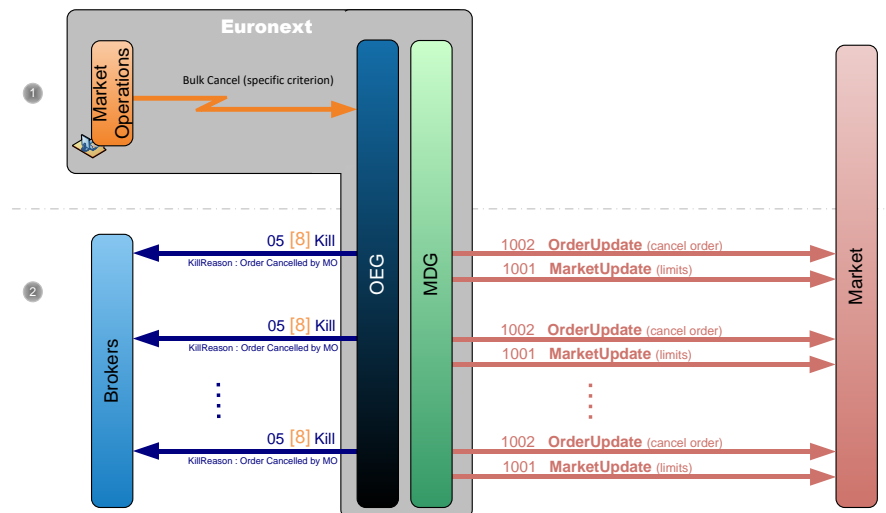 Euronext
1
Market Operations
Bulk Cancel (specific criterion)
OEG
MDG
Market
2
Brokers
05 [8] Kill
KillReason : Order Cancelled by MO
1002 OrderUpdate (cancel order)
1001 MarketUpdate (limits)
05 [8] Kill
KillReason : Order Cancelled by MO
1002 OrderUpdate (cancel order)
1001 MarketUpdate (limits)
05 [8] Kill
KillReason : Order Cancelled by MO
1002 OrderUpdate (cancel order)
1001 MarketUpdate (limits)